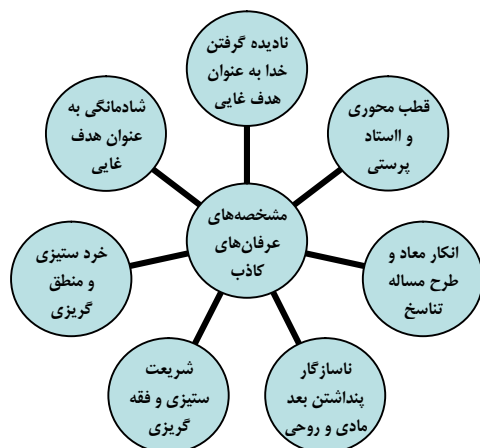 مشخصه‌های
عرفان‌های
کاذب
نادیده گرفتن
خدا به عنوان
هدف غایی
قطب محوری
و ااستاد
پرستی
انکار معاد و
طرح مساله
تناسخ
ناسازگار
پنداشتن بعد
مادی و روحی
شریعت
ستیزی و فقه
گریزی
خرد ستیزی
و منطق
گریزی
شادمانگی به
عنوان هدف
غایی